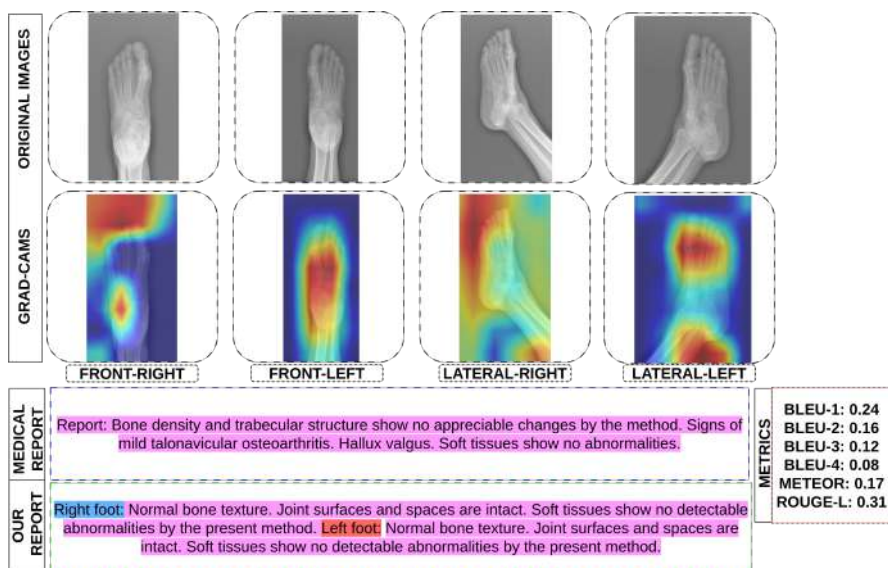 ORIGINAL IMAGES
GRAD-CAMS
FRONT-RIGHT
FRONT-LEFT
LATERAL-RIGHT
LATERAL-LEFT
MEDICAL
REPORT
Report: Bone density and trabecular structure show no appreciable changes by the method. Signs of
mild talonavicular osteoarthritis. Hallux valgus. Soft tissues show no abnormalities.
OUR
REPORT
Right foot: Normal bone texture. Joint surfaces and spaces are intact. Soft tissues show no detectable
abnormalities by the present method. Left foot: Normal bone texture. Joint surfaces and spaces are
intact. Soft tissues show no detectable abnormalities by the present method.
METRICS
BLEU-1: 0.24
BLEU-2: 0.16
BLEU-3: 0.12
BLEU-4: 0.08
METEOR: 0.17
ROUGE-L: 0.31